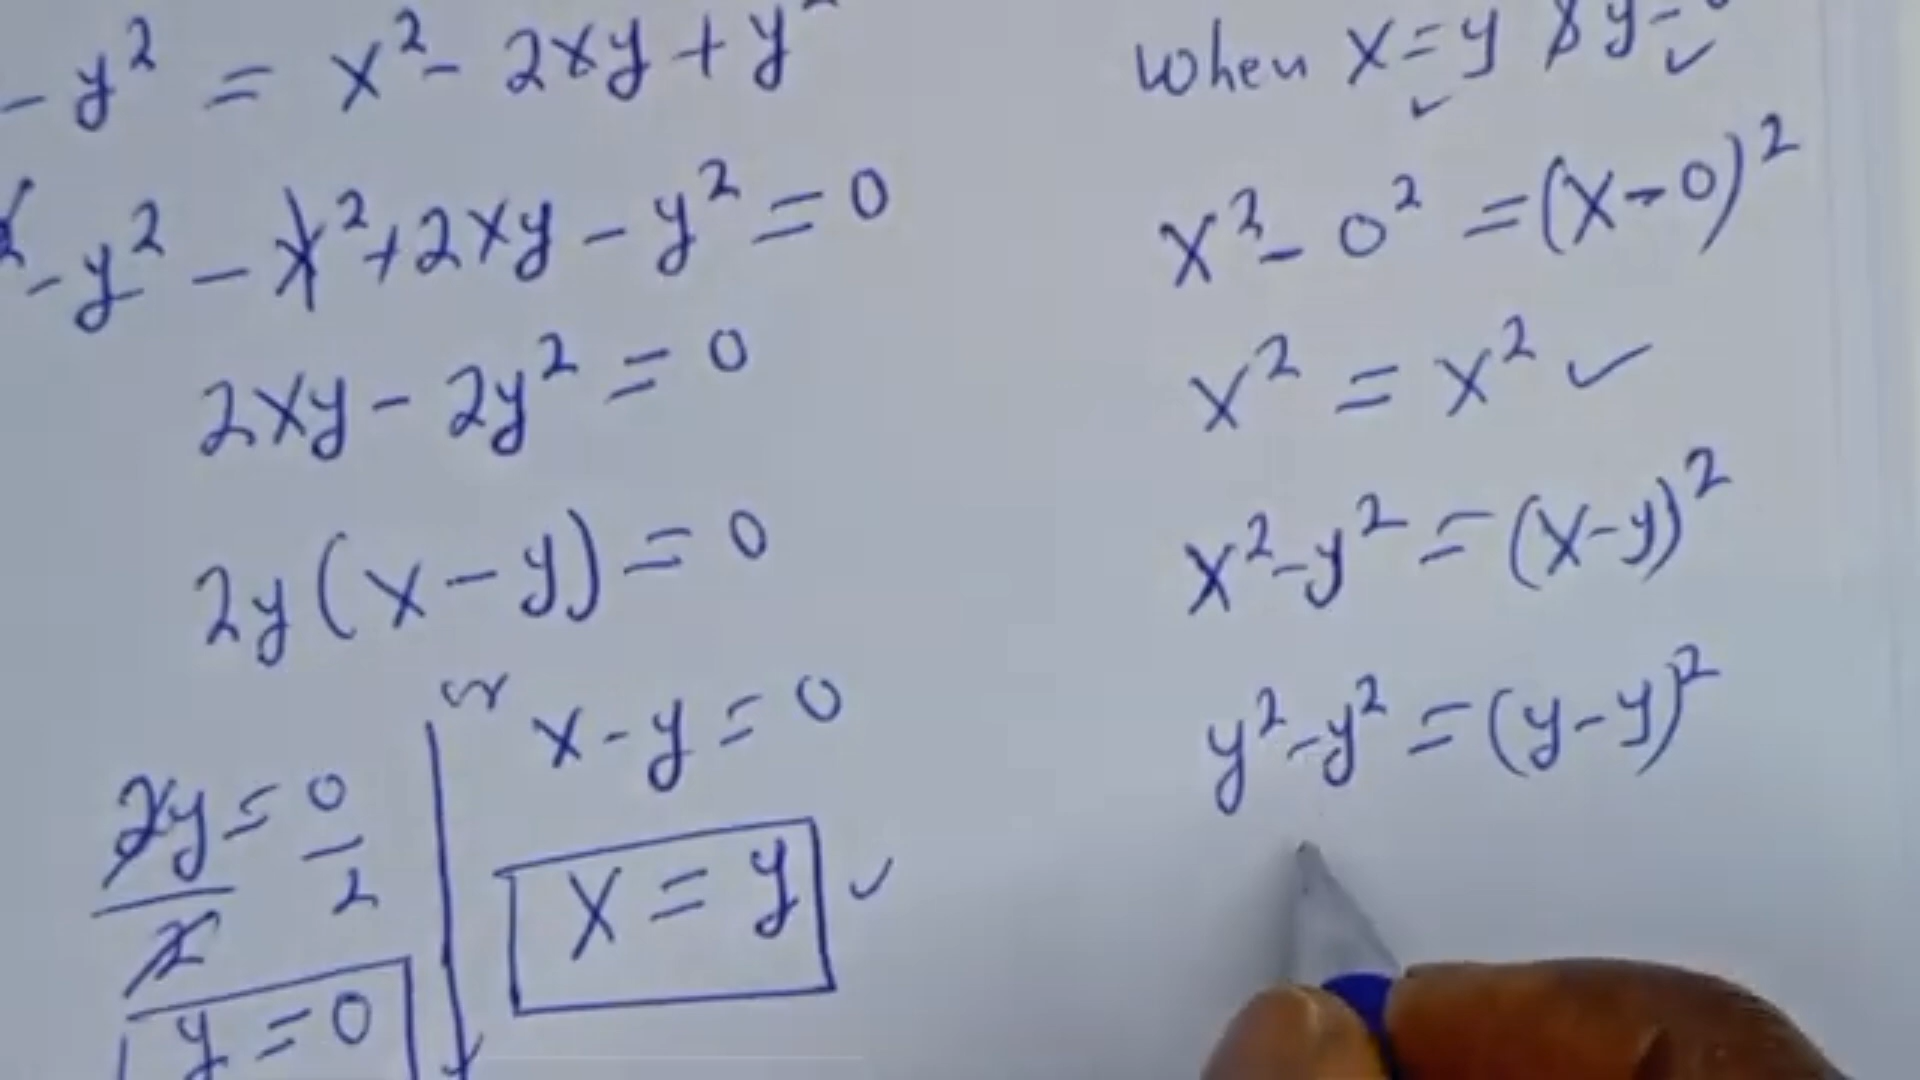 - y² = x² - 2xy + y²
- y² - x² + 2xy - y² = 0
2xy - 2y² = 0
2y(x - y) = 0
2y = 0
2 2
y = 0
or x - y = 0
x = y ✓
when x = y & y =
x² - 0² = (x - 0)²
x² = x² ✓
x² - y² = (x - y)²
y² - y² = (y - y)²